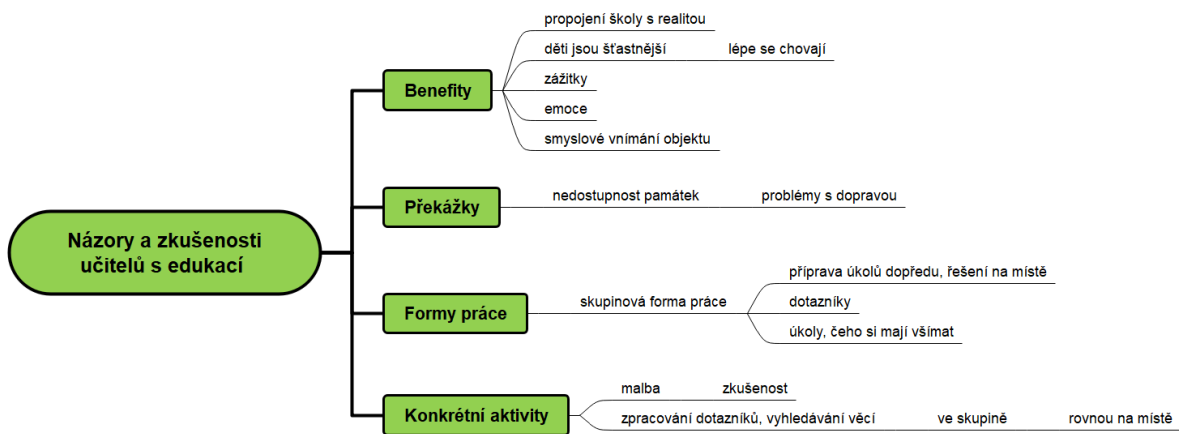 Názory a zkušenosti
učitelů s edukací
Benefity
propojení školy s realitou
děti jsou šťastnější
lépe se chovají
zážitky
emoce
smyslové vnímání objektu
Překážky
nedostupnost památek
problémy s dopravou
Formy práce
skupinová forma práce
příprava úkolů dopředu, řešení na místě
dotazníky
úkoly, čeho si mají všímat
Konkrétní aktivity
malba
zkušenost
zpracování dotazníků, vyhledávání věcí
ve skupině
rovnou na místě